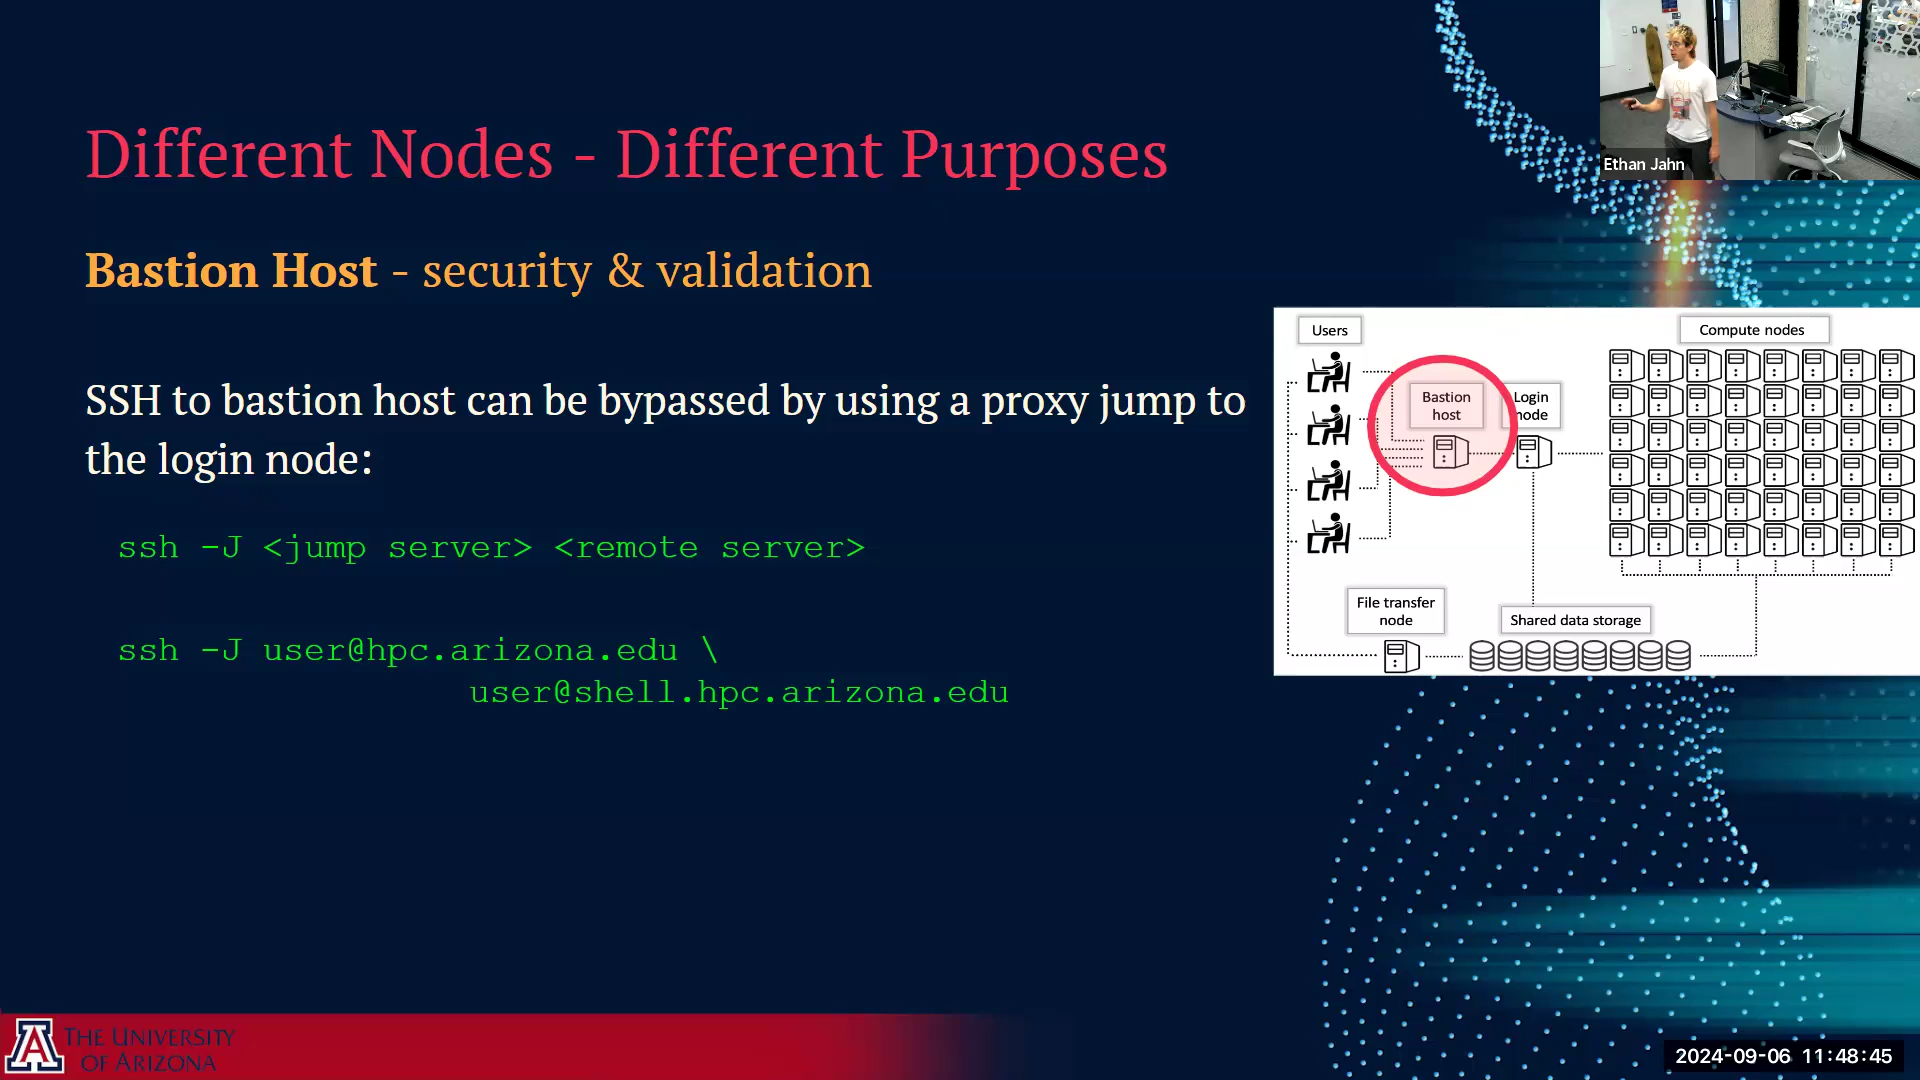 Different Nodes - Different Purposes
Bastion Host - security & validation
SSH to bastion host can be bypassed by using a proxy jump to
the login node:
ssh -J <jump server> <remote server>
ssh -J user@hpc.arizona.edu \
user@shell.hpc.arizona.edu
Ethan Jahn
Users
Compute nodes
Bastion
host
Login
node
File transfer
node
Shared data storage
THE UNIVERSITY
OF ARIZONA
2024-09-06 11:48:45